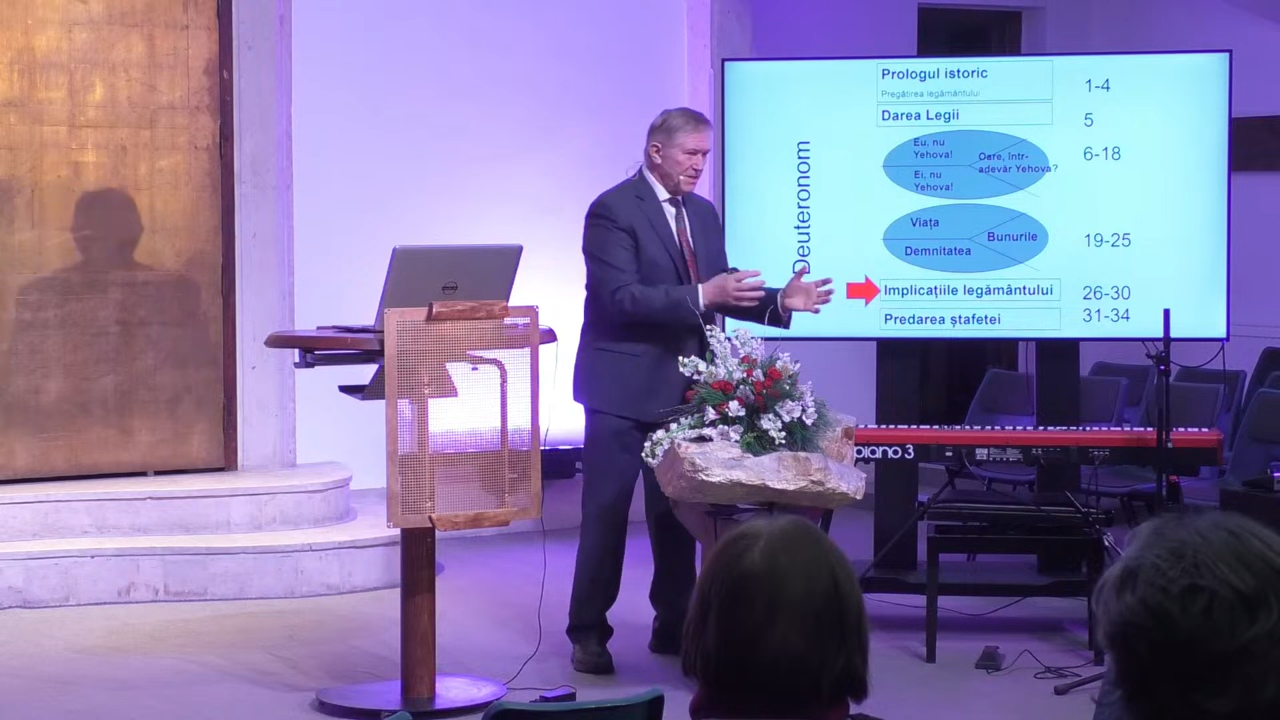 Deuteronom
Prologul istoric
1-4
Pregătirea legământului
Darea Legii
5
Eu, nu
Yehova!
Oare, într-
adevăr Yehova?
6-18
Ei, nu
Yehova!
Viața
Bunurile
Demnitatea
19-25
Implicațiile legământului
26-30
Predarea ștafetei
31-34
piano 3